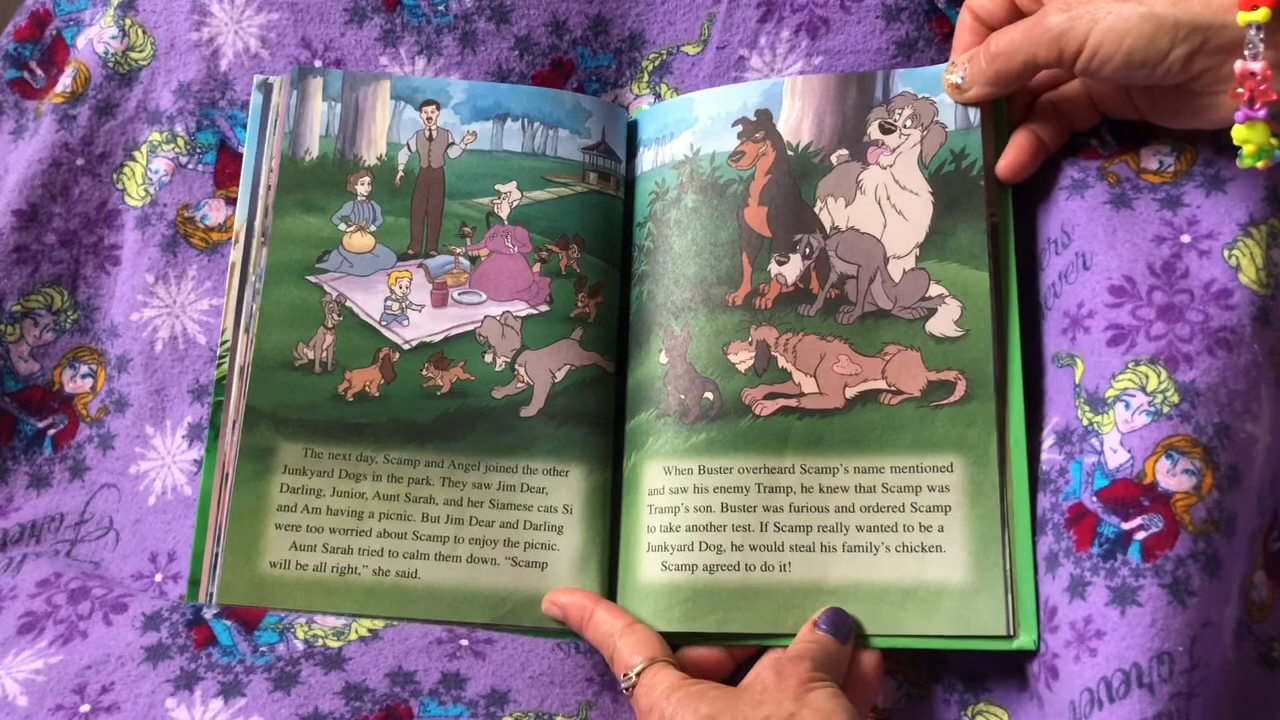 The next day, Scamp and Angel joined the other
Junkyard Dogs in the park. They saw Jim Dear,
Darling, Junior, Aunt Sarah, and her Siamese cats Si
and Am having a picnic. But Jim Dear and Darling
were too worried about Scamp to enjoy the picnic.
Aunt Sarah tried to calm them down. “Scamp
will be all right,” she said.
When Buster overheard Scamp’s name mentioned
and saw his enemy Tramp, he knew that Scamp was
Tramp’s son. Buster was furious and ordered Scamp
to take another test. If Scamp really wanted to be a
Junkyard Dog, he would steal his family’s chicken.
Scamp agreed to do it!
Forever